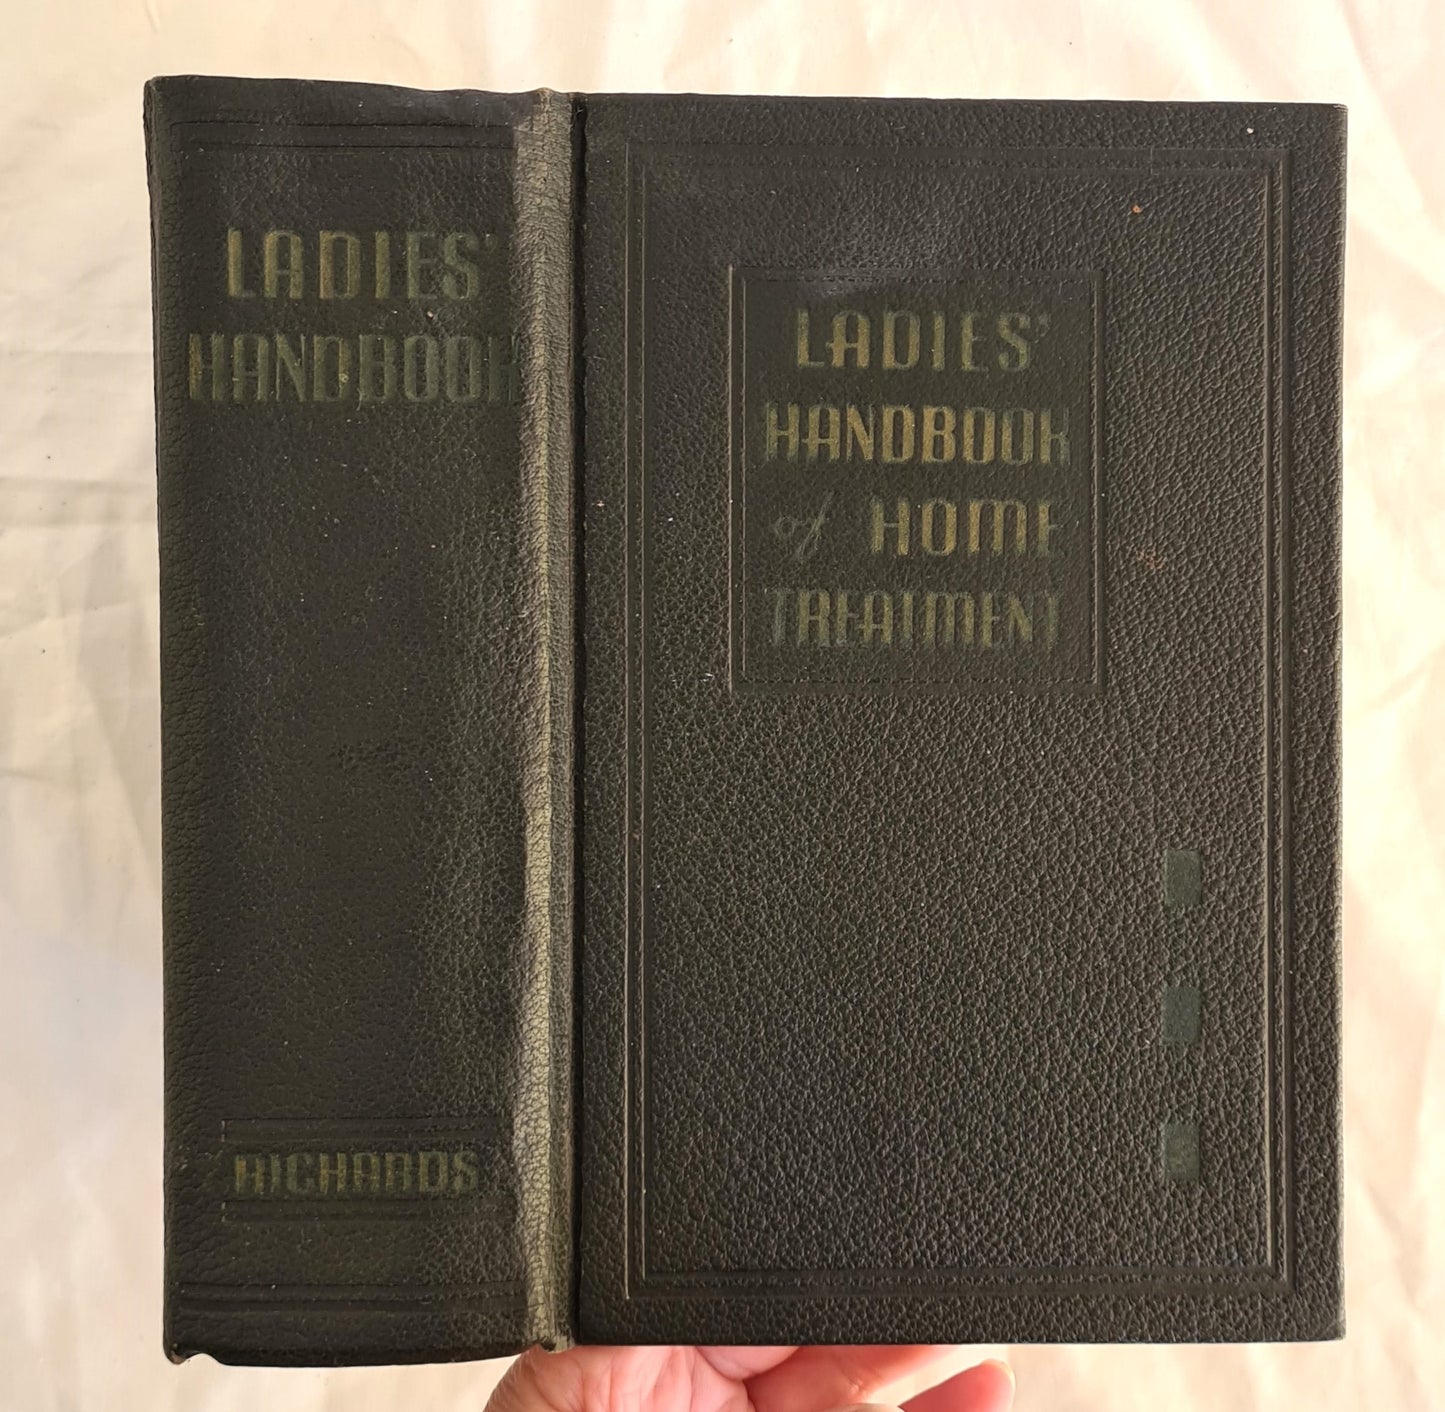 LADIES'
HANDBOOK
RICHARDS
LADIES'
HANDBOOK
of HOME
TREATMENT